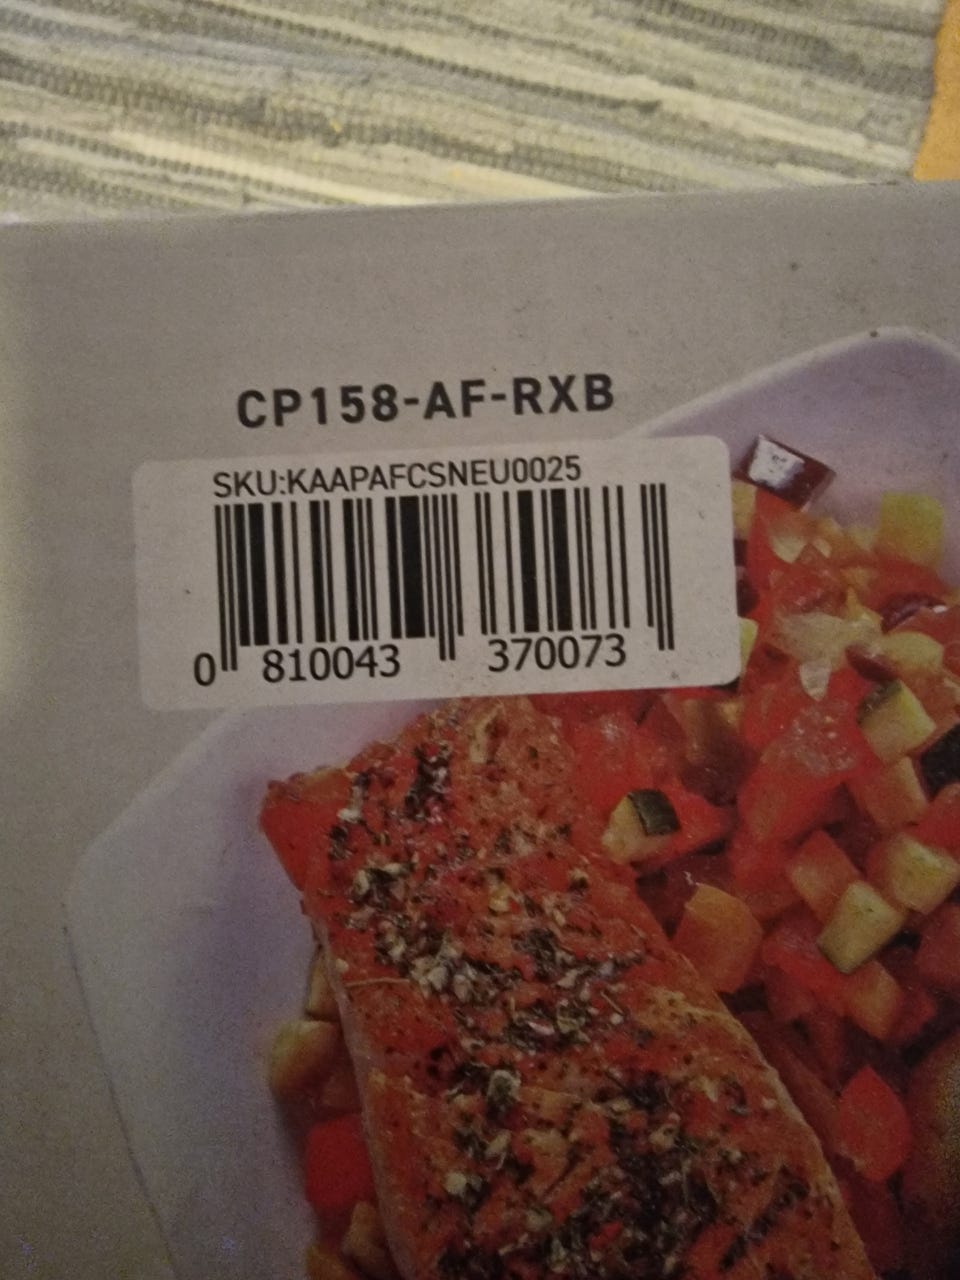 CP158-AF-RXB
SKU:KAAPAFCSNEU0025
0 810043 370073